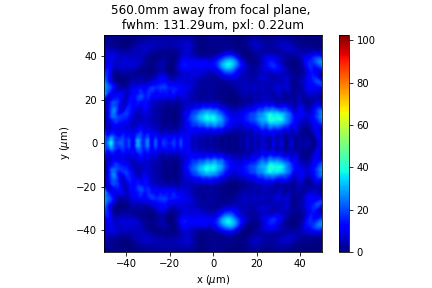 560.0mm away from focal plane,
fwhm: 131.29um, pxl: 0.22um
40
20
0
−20
−40
y (μm)
−40 −20 0 20 40
x (μm)
100
80
60
40
20
0